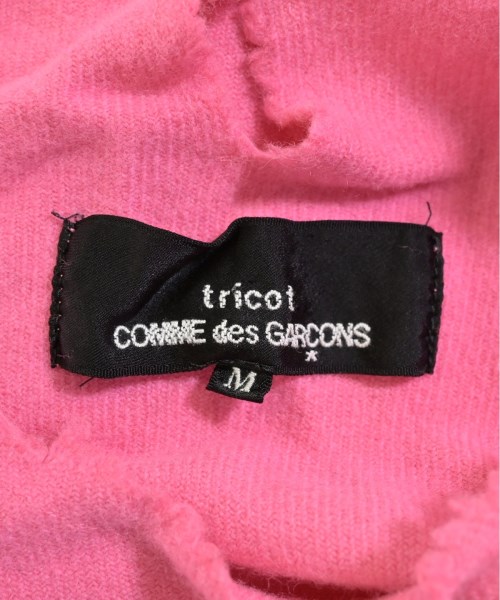 tricot
COMME des GARCONS
*
M